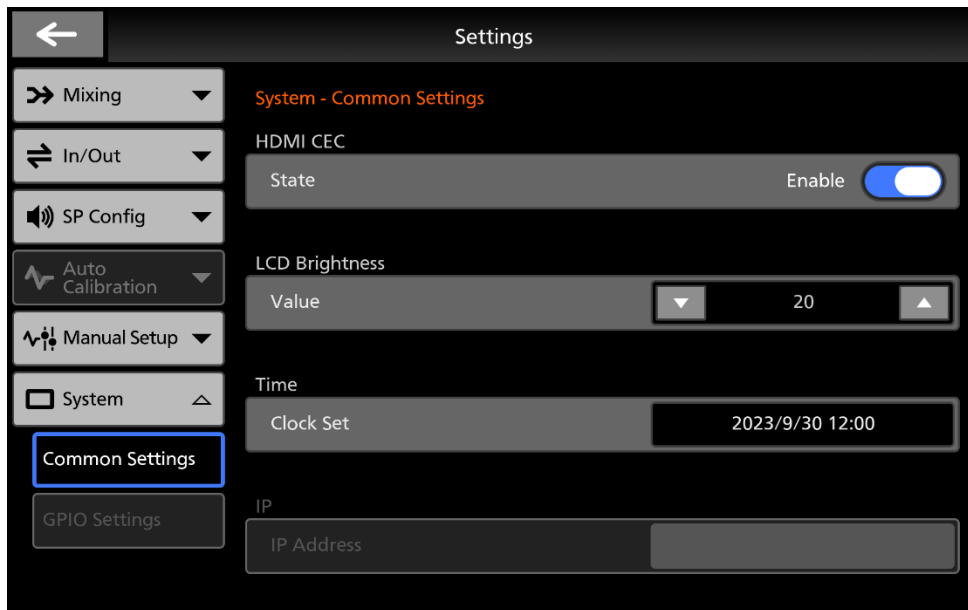 Settings
Mixing
In/Out
SP Config
Auto
Calibration
Manual Setup
System
Common Settings
GPIO Settings
System - Common Settings
HDMI CEC
State Enable
LCD Brightness
Value 20
Time
Clock Set 2023/9/30 12:00
IP
IP Address